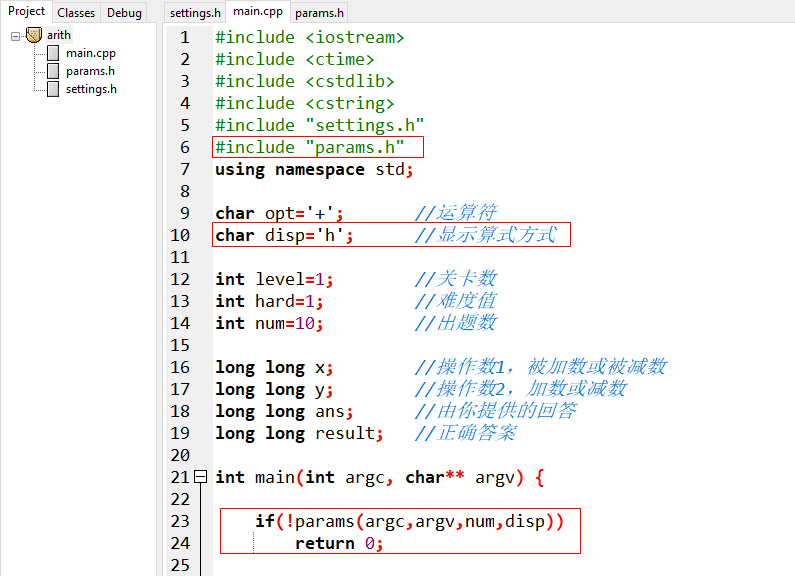 Project Classes Debug
arith
main.cpp
params.h
settings.h
settings.h main.cpp params.h
1 #include <iostream>
2 #include <ctime>
3 #include <cstdlib>
4 #include <cstring>
5 #include "settings.h"
6 #include "params.h"
7 using namespace std;
8
9 char opt='+'; //运算符
10 char disp='h'; //显示算式方式
11
12 int level=1; //关卡数
13 int hard=1; //难度值
14 int num=10; //出题数
15
16 long long x; //操作数1，被加数或被减数
17 long long y; //操作数2，加数或减数
18 long long ans; //由你提供的回答
19 long long result; //正确答案
20
21 int main(int argc, char** argv) {
22
23 if(!params(argc,argv,num,disp))
24 return 0;
25